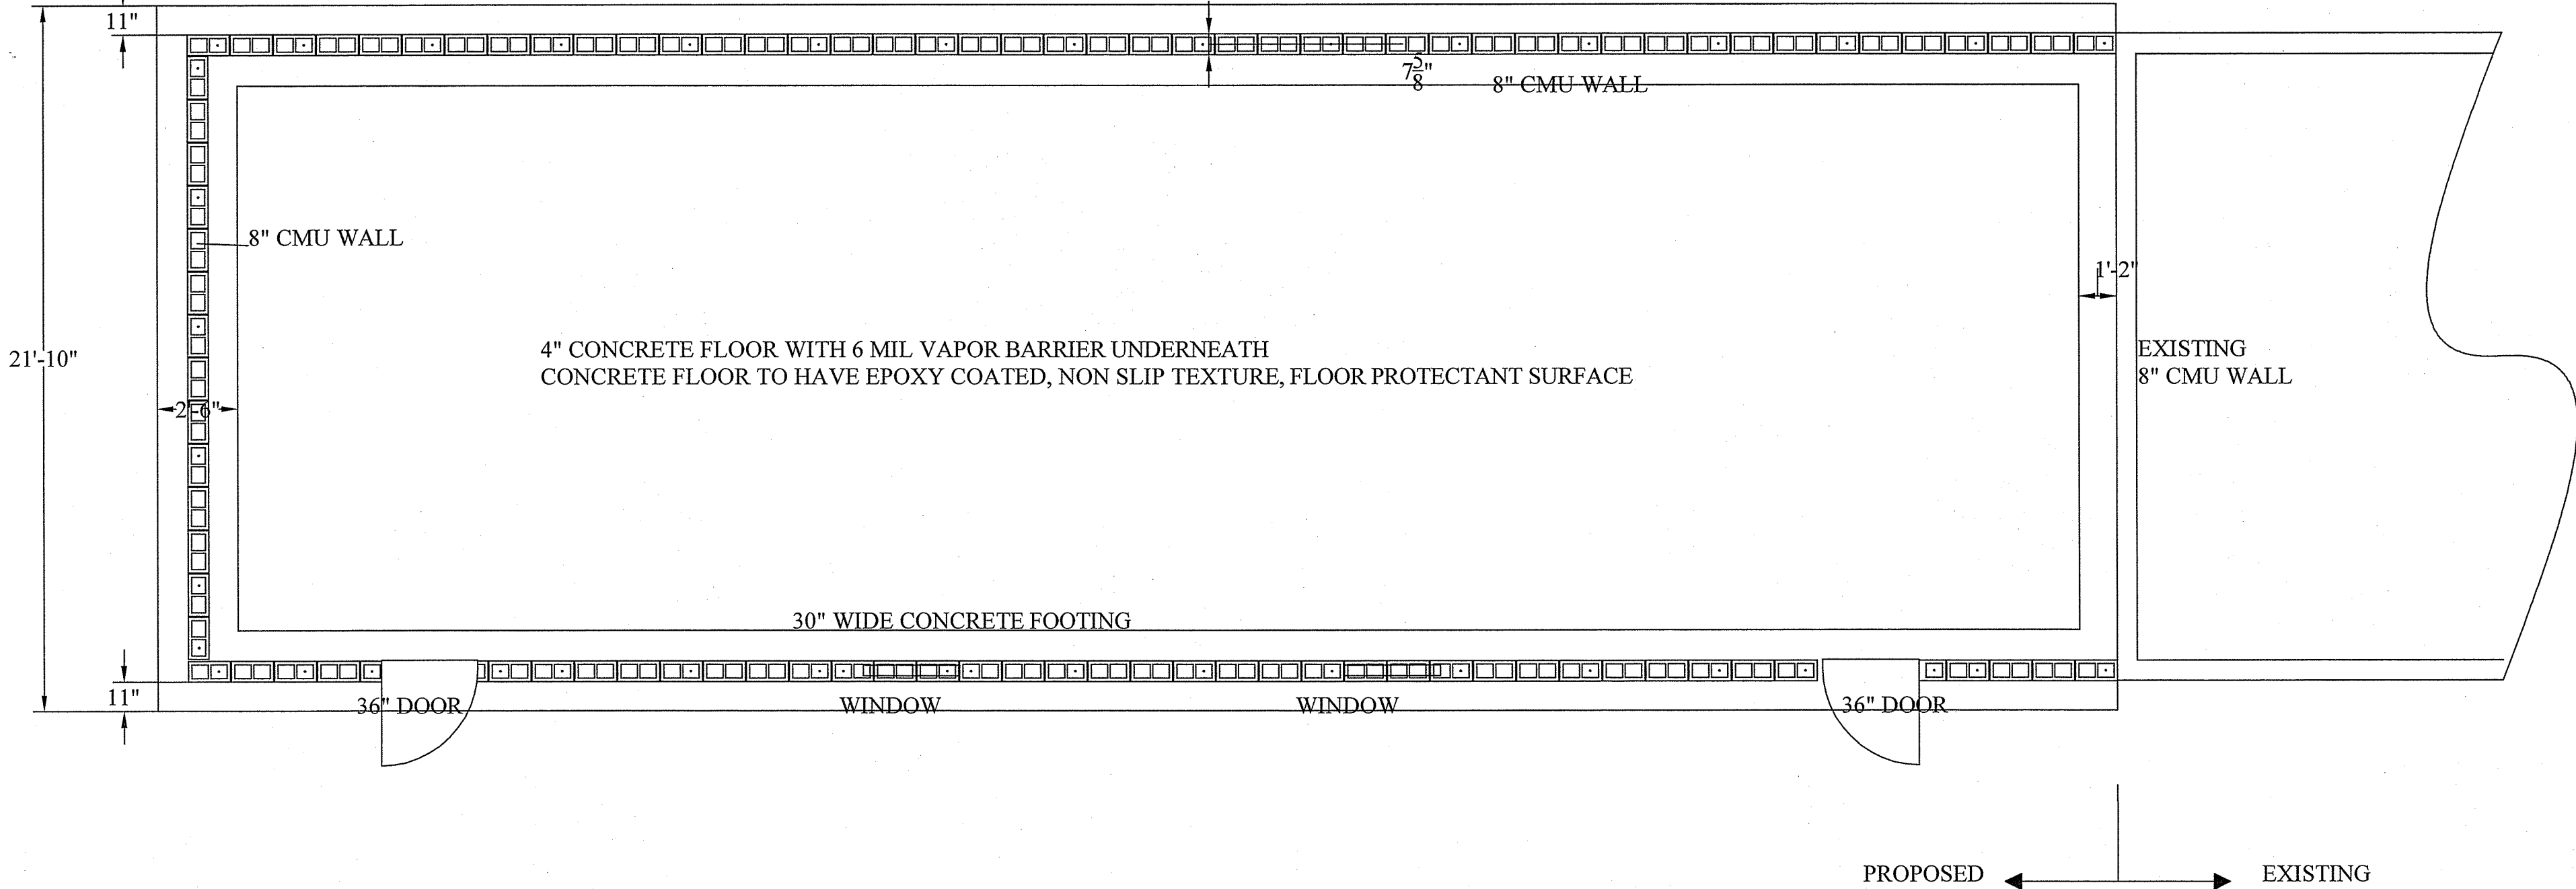 11"
7 5/8"
8" CMU WALL
8" CMU WALL
1'-2"
21'-10"
4" CONCRETE FLOOR WITH 6 MIL VAPOR BARRIER UNDERNEATH
CONCRETE FLOOR TO HAVE EPOXY COATED, NON SLIP TEXTURE, FLOOR PROTECTANT SURFACE
EXISTING
8" CMU WALL
2'-6"
30" WIDE CONCRETE FOOTING
11"
36" DOOR
WINDOW
WINDOW
36" DOOR
PROPOSED
EXISTING